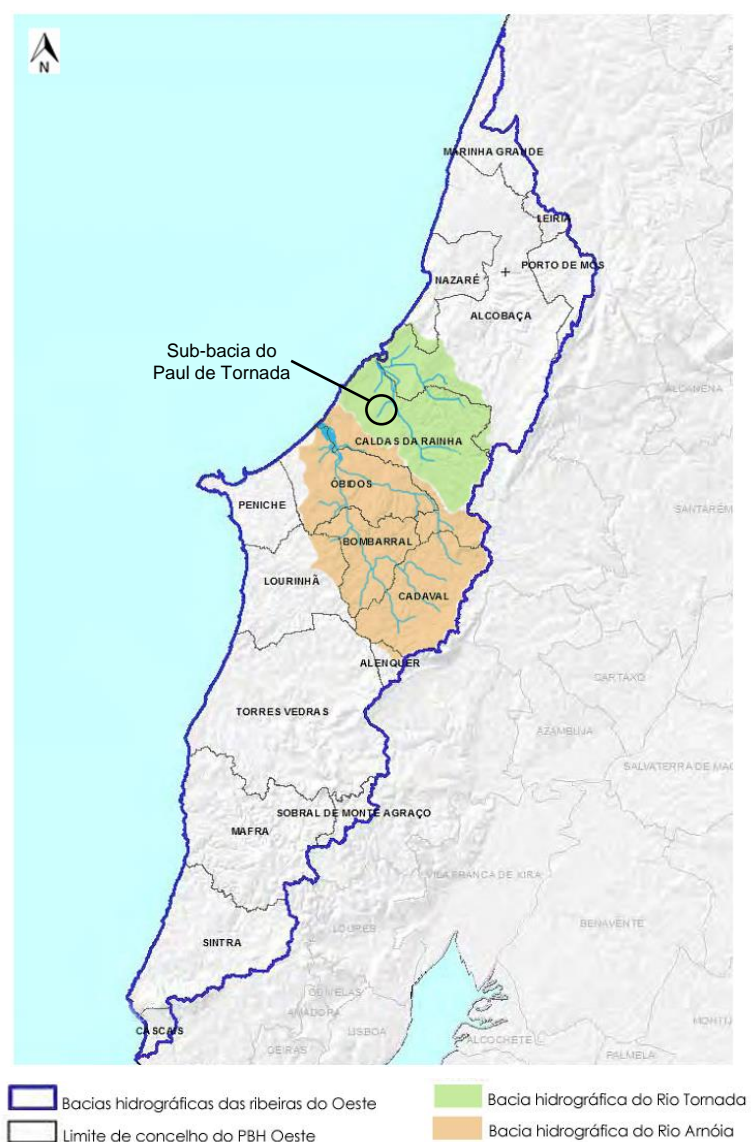 N
MARINHA GRANDE
LEIRIA
PORTO DE MÓS
NAZARÉ
ALCOBAÇA
Sub-bacia do
Paul de Tornada
ALCANENA
CALDAS DA RAINHA
ÓBIDOS
SANTARÉM
PENICHE
BOMBARRAL
LOURINHÃ
CADAVAL
ALENQUER
CARTAXO
TORRES VEDRAS
AZAMBUJA
SALVATERRA DE MAG
SOBRAL DE MONTE AGRAÇO
MAFRA
VILA FRANCA DE XIRA
LOURES
BENAVENTE
SINTRA
ODIVELAS
AMADORA
MONTIJ
CASCAIS
LISBOA
ALCOCHETE
OEIRAS
PALMELA
Bacias hidrográficas das ribeiras do Oeste
Bacia hidrográfica do Rio Tornada
Limite de concelho do PBH Oeste
Bacia hidrográfica do Rio Arnóia